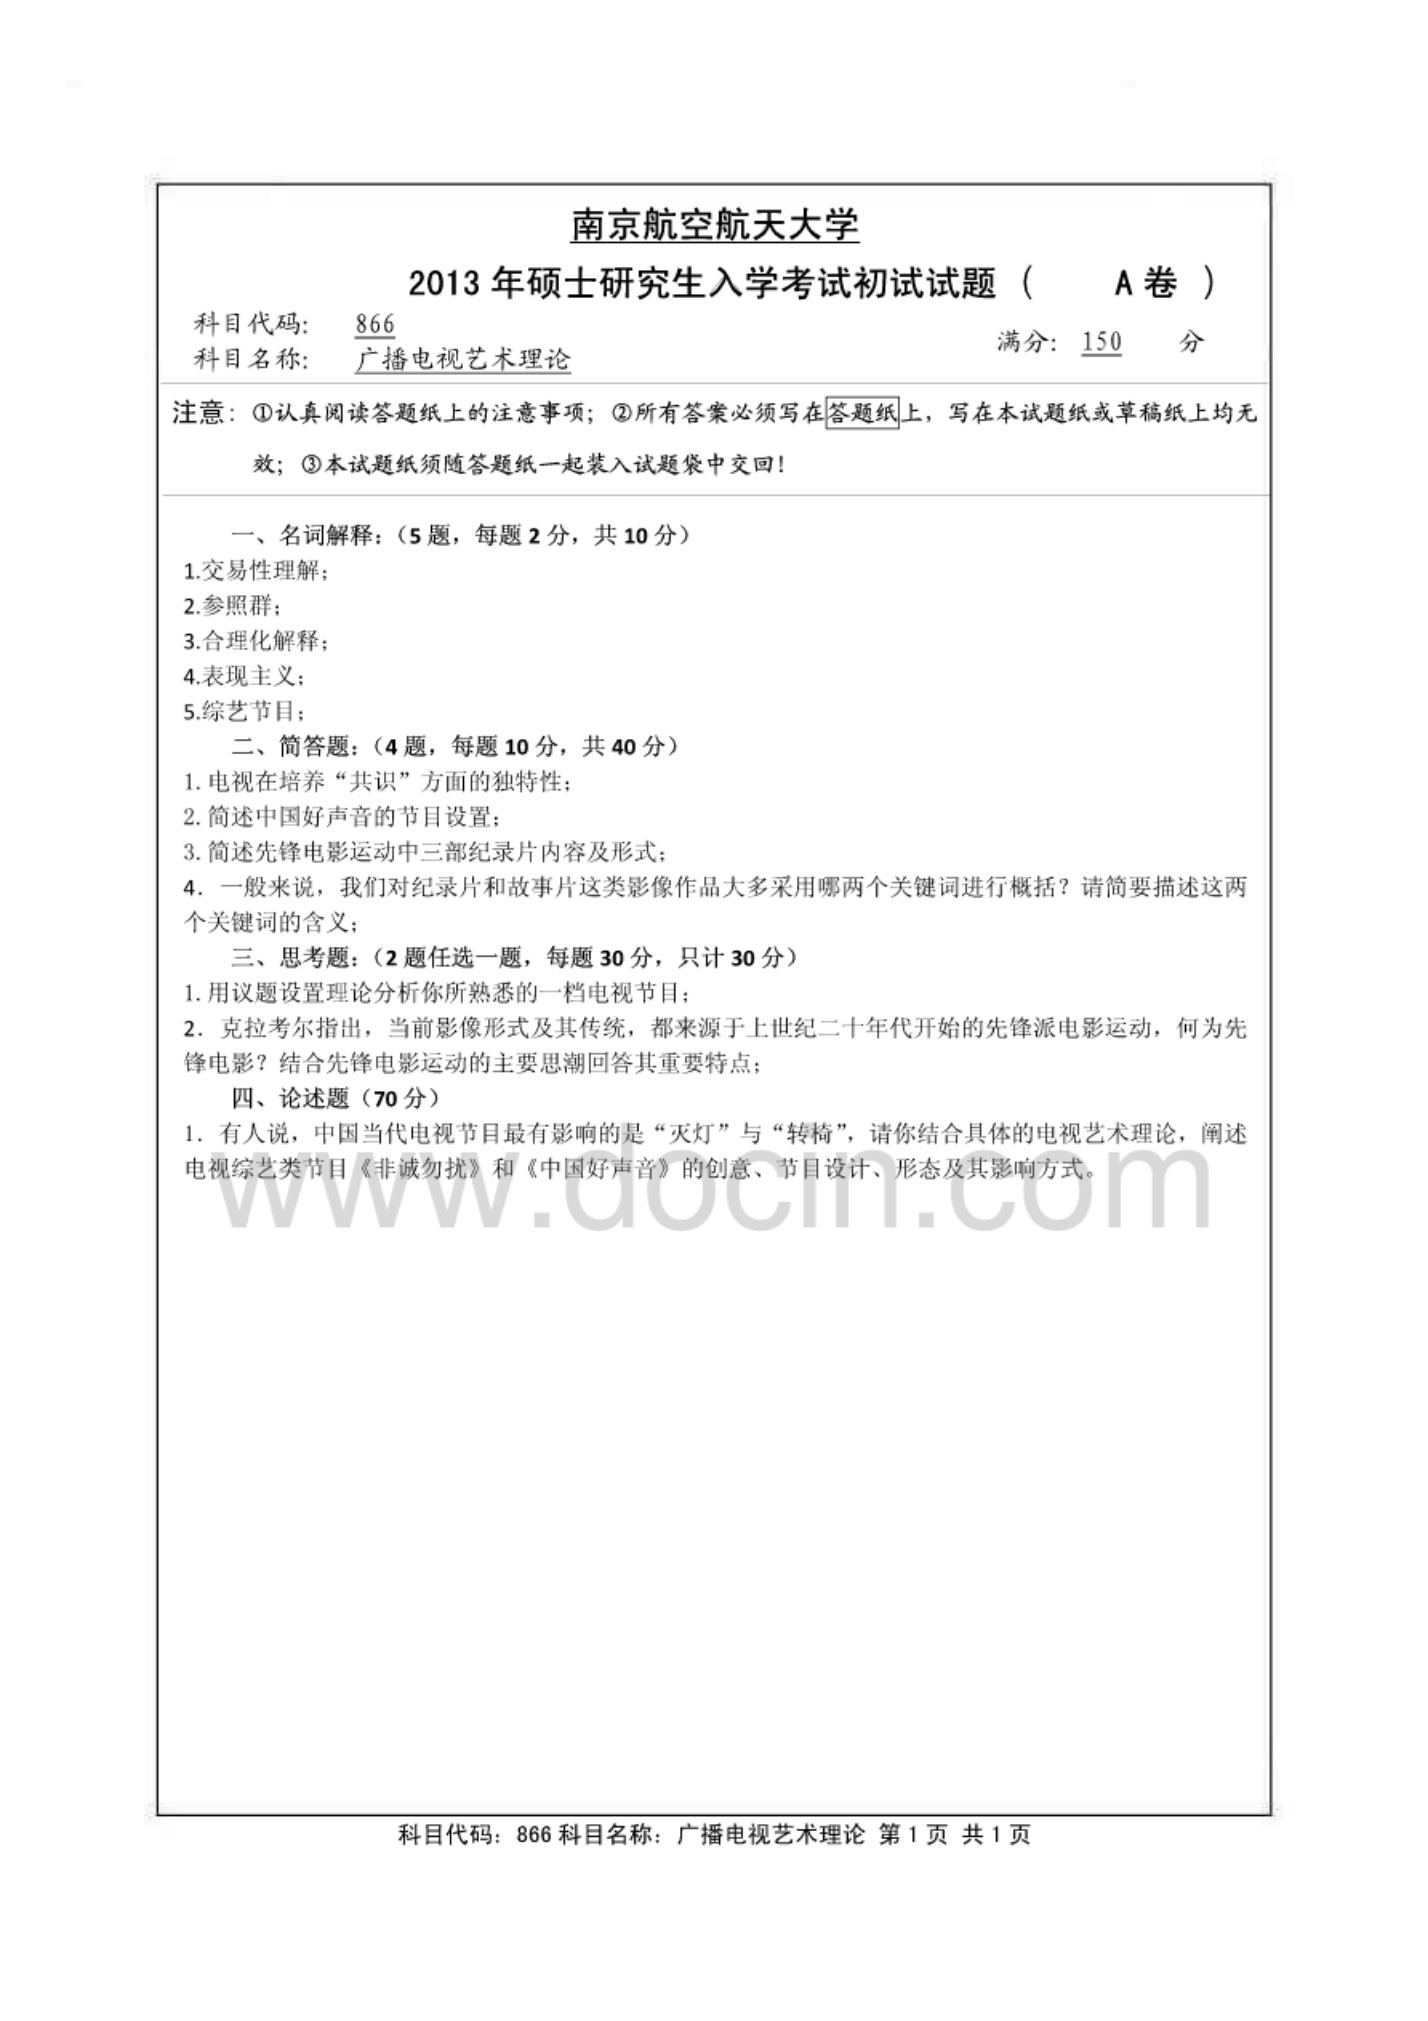 南京航空航天大学
2013 年硕士研究生入学考试初试试题 ( A 卷 )
科目代码: 866
满分: 150 分
科目名称: 广播电视艺术理论
注意: ①认真阅读答题纸上的注意事项; ②所有答案必须写在答题纸上, 写在本试题纸或草稿纸上均无
效; ③本试题纸须随答题纸一起装入试题袋中交回!
一、名词解释:（5 题，每题 2 分，共 10 分）
1.交易性理解;
2.参照群;
3.合理化解释;
4.表现主义;
5.综艺节目;
二、简答题:（4 题，每题 10 分，共 40 分）
1. 电视在培养“共识”方面的独特性;
2. 简述中国好声音的节目设置;
3. 简述先锋电影运动中三部纪录片内容及形式;
4. 一般来说，我们对纪录片和故事片这类影像作品大多采用哪两个关键词进行概括？请简要描述这两
个关键词的含义;
三、思考题:（2 题任选一题，每题 30 分，只计 30 分）
1. 用议题设置理论分析你所熟悉的一档电视节目;
2. 克拉考尔指出，当前影像形式及其传统，都来源于上世纪二十年代开始的先锋派电影运动，何为先
锋电影？结合先锋电影运动的主要思潮回答其重要特点;
四、论述题（70 分）
1. 有人说，中国当代电视节目最有影响的是“灭灯”与“转椅”，请你结合具体的电视艺术理论，阐述
电视综艺类节目《非诚勿扰》和《中国好声音》的创意、节目设计、形态及其影响方式。
www.docin.com
科目代码: 866 科目名称: 广播电视艺术理论 第 1 页 共 1 页